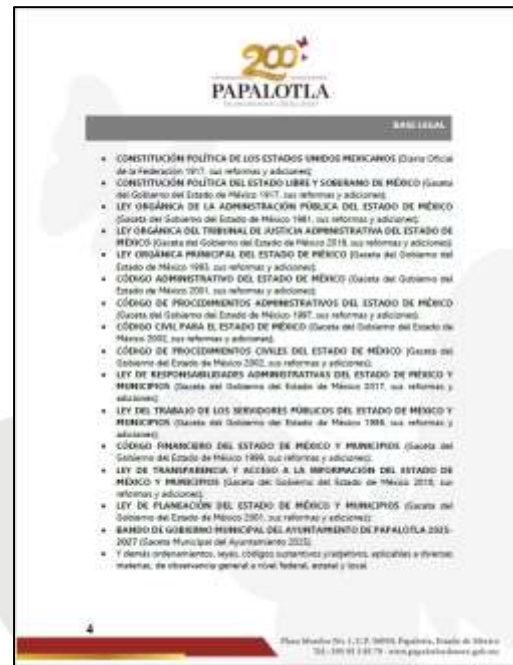 200
PAPALOTLA
BASE LEGAL
• CONSTITUCIÓN POLÍTICA DE LOS ESTADOS UNIDOS MEXICANOS (Diario Oficial
de la Federación 1917, sus reformas y adiciones);
• CONSTITUCIÓN POLÍTICA DEL ESTADO LIBRE Y SOBERANO DE MÉXICO (Gaceta
del Gobierno del Estado de México 1917, sus reformas y adiciones);
• LEY ORGÁNICA DE LA ADMINISTRACIÓN PÚBLICA DEL ESTADO DE MÉXICO
(Gaceta del Gobierno del Estado de México 1981, sus reformas y adiciones);
• LEY ORGÁNICA DEL TRIBUNAL DE JUSTICIA ADMINISTRATIVA DEL ESTADO DE
MÉXICO (Gaceta del Gobierno del Estado de México 2018, sus reformas y adiciones);
• LEY ORGÁNICA MUNICIPAL DEL ESTADO DE MÉXICO (Gaceta del Gobierno del
Estado de México 1993, sus reformas y adiciones);
• CÓDIGO ADMINISTRATIVO DEL ESTADO DE MÉXICO (Gaceta del Gobierno del
Estado de México 2001, sus reformas y adiciones);
• CÓDIGO DE PROCEDIMIENTOS ADMINISTRATIVOS DEL ESTADO DE MÉXICO
(Gaceta del Gobierno del Estado de México 1997, sus reformas y adiciones);
• CÓDIGO CIVIL PARA EL ESTADO DE MÉXICO (Gaceta del Gobierno del Estado de
México 2002, sus reformas y adiciones);
• CÓDIGO DE PROCEDIMIENTOS CIVILES DEL ESTADO DE MÉXICO (Gaceta del
Gobierno del Estado de México 2002, sus reformas y adiciones);
• LEY DE RESPONSABILIDADES ADMINISTRATIVAS DEL ESTADO DE MÉXICO Y
MUNICIPIOS (Gaceta del Gobierno del Estado de México 2017, sus reformas y
adiciones);
• LEY DEL TRABAJO DE LOS SERVIDORES PÚBLICOS DEL ESTADO DE MÉXICO Y
MUNICIPIOS (Gaceta del Gobierno del Estado de México 1998, sus reformas y
adiciones);
• CÓDIGO FINANCIERO DEL ESTADO DE MÉXICO Y MUNICIPIOS (Gaceta del
Gobierno del Estado de México 1999, sus reformas y adiciones);
• LEY DE TRANSPARENCIA Y ACCESO A LA INFORMACIÓN DEL ESTADO DE
MÉXICO Y MUNICIPIOS (Gaceta del Gobierno del Estado de México 2016, sus
reformas y adiciones);
• LEY DE PLANEACIÓN DEL ESTADO DE MÉXICO Y MUNICIPIOS (Gaceta del
Gobierno del Estado de México 2001, sus reformas y adiciones);
• BANDO DE GOBIERNO MUNICIPAL DEL AYUNTAMIENTO DE PAPALOTLA 2025-
2027 (Gaceta Municipal del Ayuntamiento 2025);
• Y demás ordenamientos, leyes, códigos sustantivos y adjetivos, aplicables a diversas
materias, de observancia general a nivel federal, estatal y local.
4
Plaza Morelos No. 1, C.P. 56050, Papalotla, Estado de México